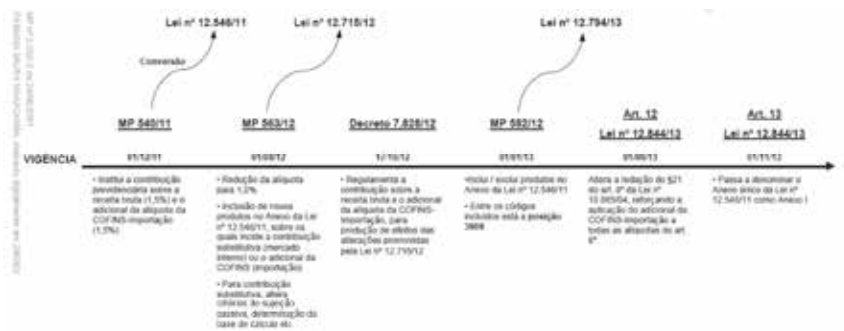 Lei nº 12.546/11
Lei nº 12.715/12
Lei nº 12.794/13
Conversão
MP 540/11
MP 563/12
Decreto 7.828/12
MP 582/12
Art. 12
Lei nº 12.844/13
Art. 13
Lei nº 12.844/13
VIGÊNCIA
01/12/11
01/08/12
17/10/12
01/01/13
01/08/13
01/11/13
• Institui a contribuição
previdenciária sobre a
receita bruta (1,5%) e o
adicional da alíquota da
COFINS-Importação
(1,5%)
• Redução da alíquota
para 1,0%
• Inclusão de novos
produtos no Anexo da Lei
nº 12.546/11, sobre os
quais incide a contribuição
substitutiva (mercado
interno) ou o adicional da
COFINS (importação)
• Para contribuição
substitutiva, altera
critérios de sujeição
passiva, determinação da
base de cálculo etc.
• Regulamenta a
contribuição sobre a
receita bruta e o adicional
da alíquota da COFINS-
Importação, para
produção de efeitos das
alterações promovidas
pela Lei nº 12.715/12
•Inclui / exclui produtos no
Anexo da Lei nº 12.546/11
• Entre os códigos
incluídos está a posição
Altera a redação do §21
do art. 8º da Lei nº
10.865/04, reforçando a
aplicação do adicional da
COFINS-Importação a
todas as alíquotas do art.
8º
• Passa a denominar o
Anexo único da Lei nº
12.546/11 como Anexo I